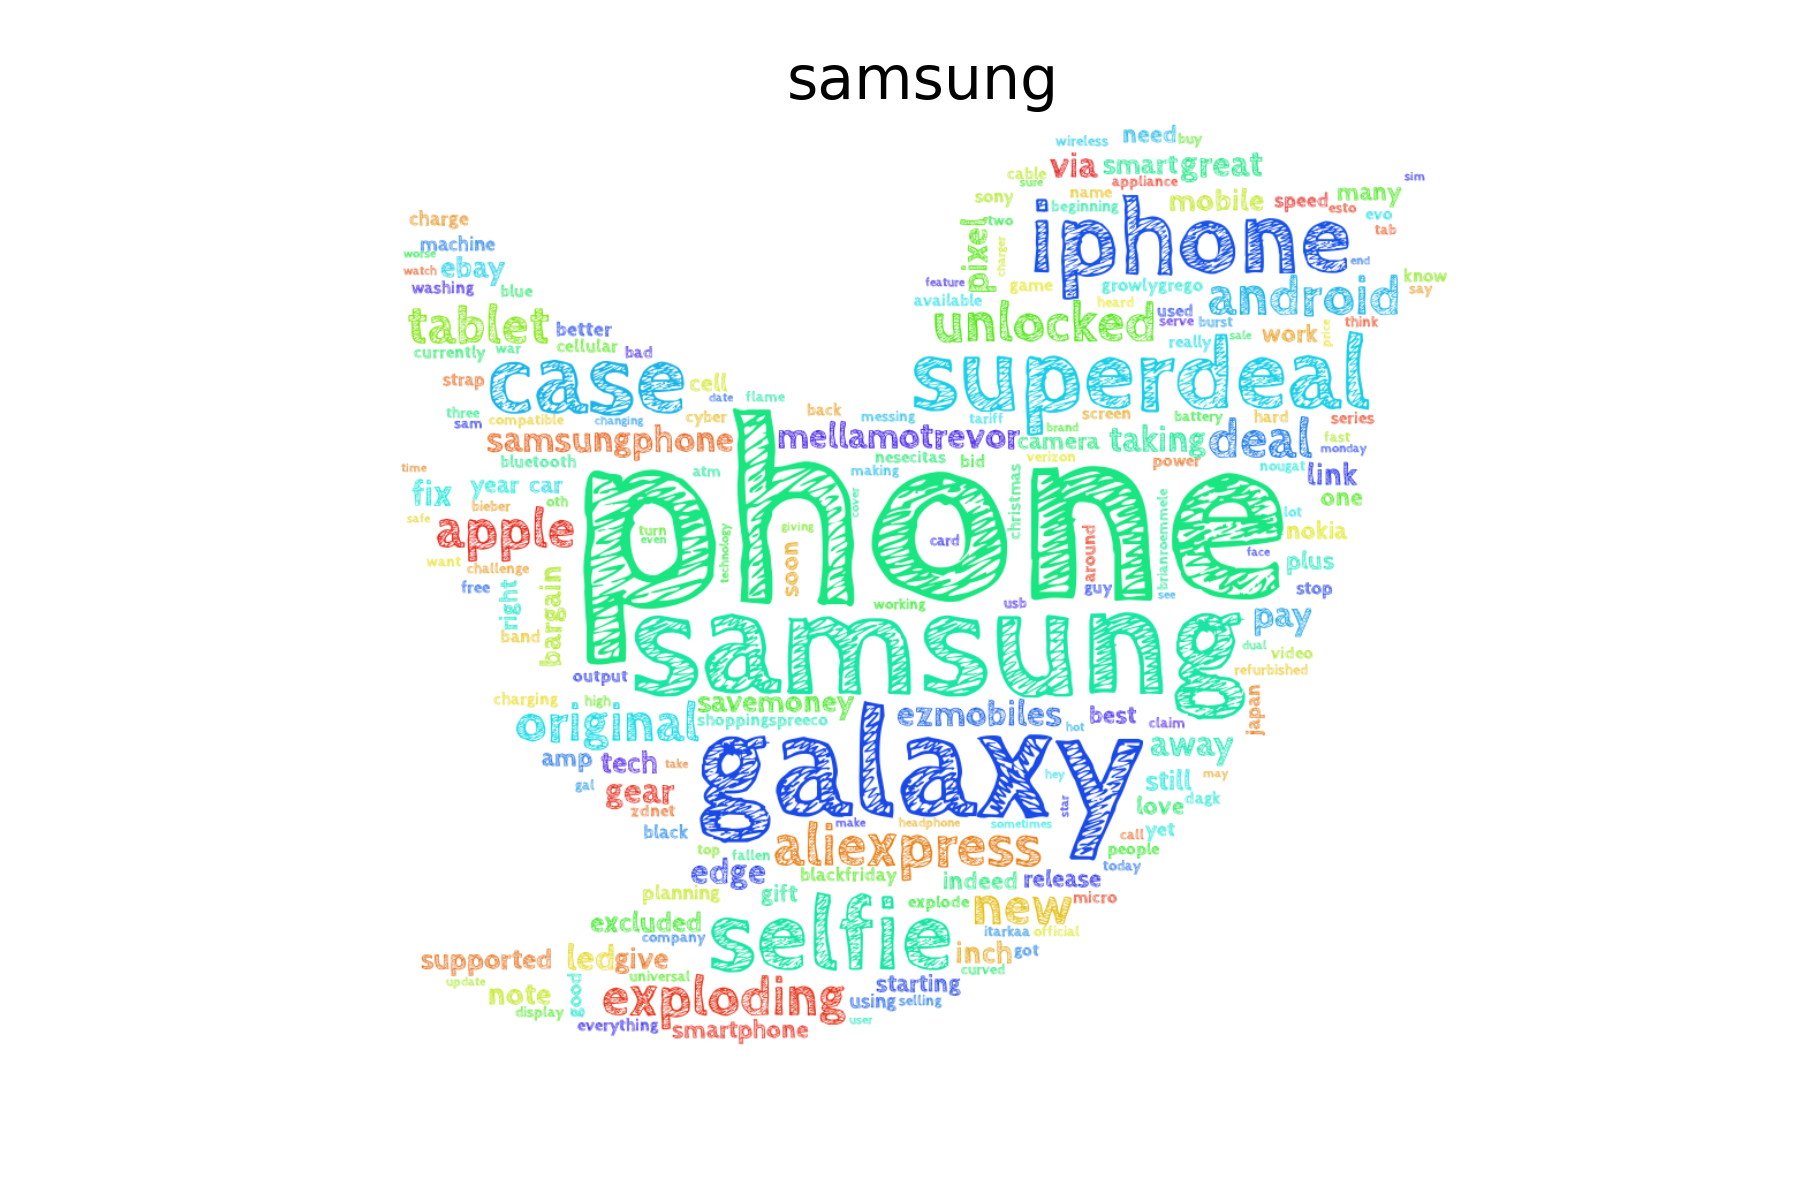 samsung
wireless need buy
cable via smart great
sure appliance sim
sony name mobile speed many
beginning esto evo
charge two iphone tab
machine pixel charger end
worse
watch ebay know
washing blue feature game growlygrego android say
available heard
tablet better unlocked used
serve burst think
currently war cellular bad really sale work price
strap case cell superdeal
date flame
three compatible changing cyber back messing tariff screen battery hard series
sam brand
samsungphone mellamotrevor camera taking deal fast
monday
time bluetooth atm nesecitas bid verizon power nougat link
making
fix year car phone cover christmas brianroemmele one
bieber oth lot
safe apple turn giving nokia
even technology soon card around face
want challenge plus
free right bargain working usb guy see stop
band samsung pay
dual video
output refurbished
charging high savemoney japan
original shoppingspreeco ezmobiles best claim
hot
amp tech take galaxy away
gal hey still may
gear star dagk
zdnet love
black make headphone sometimes call yet
top fallen aliexpress people
edge blackfriday indeed release today
planning gift explode new micro
excluded selfie itarkaa official
company
supported led give inch got
update universal curved
note good exploding starting
display using selling
everything smartphone user